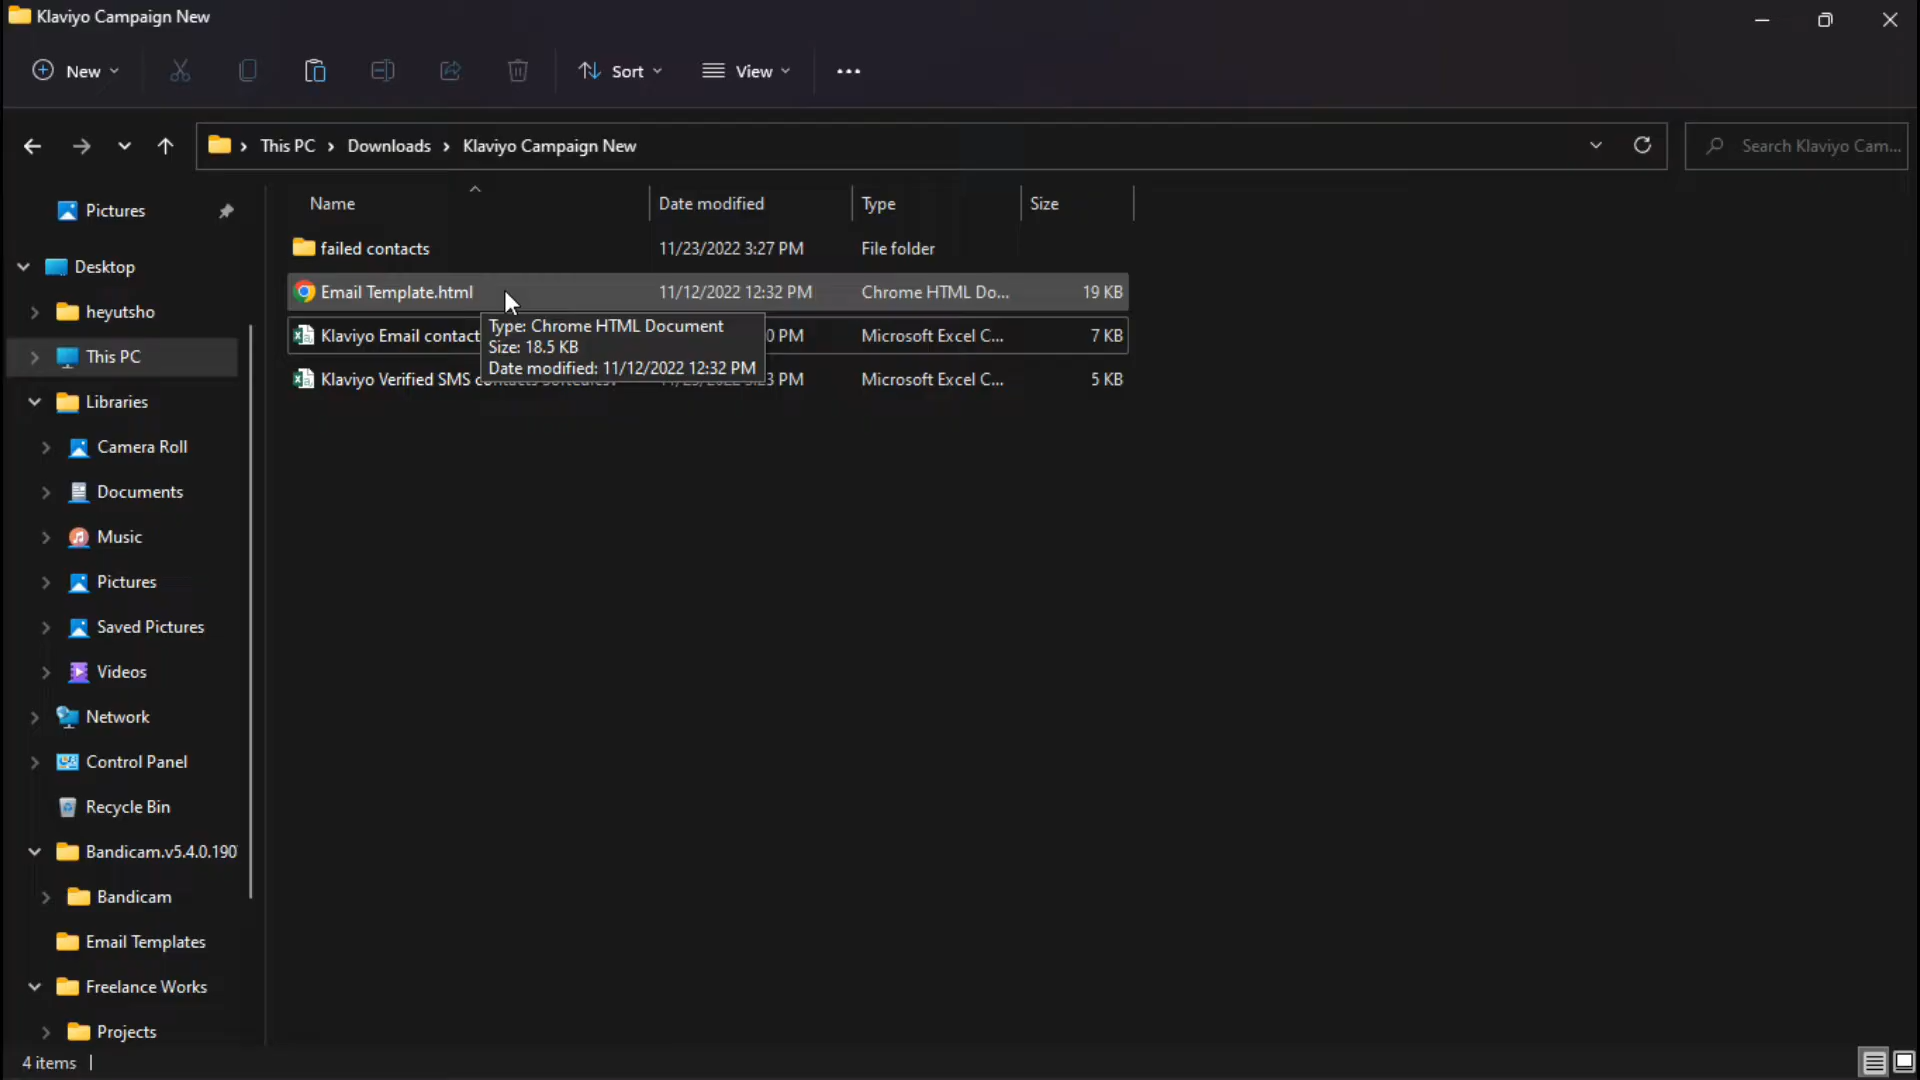 Klaviyo Campaign New
New
Sort
View
This PC > Downloads > Klaviyo Campaign New
Search Klaviyo Cam...
Name Date modified Type Size
failed contacts 11/23/2022 3:27 PM File folder
Email Template.html 11/12/2022 12:32 PM Chrome HTML Do... 19 KB
Klaviyo Email contact 0 PM Microsoft Excel C... 7 KB
Type: Chrome HTML Document
Size: 18.5 KB
Date modified: 11/12/2022 12:32 PM
Klaviyo Verified SMS PM Microsoft Excel C... 5 KB
Pictures
Desktop
heyutsho
This PC
Libraries
Camera Roll
Documents
Music
Pictures
Saved Pictures
Videos
Network
Control Panel
Recycle Bin
Bandicam.v5.4.0.190
Bandicam
Email Templates
Freelance Works
Projects
4 items